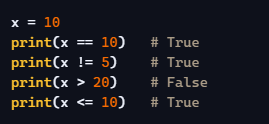 x = 10
print(x == 10)   # True
print(x != 5)    # True
print(x > 20)    # False
print(x <= 10)   # True